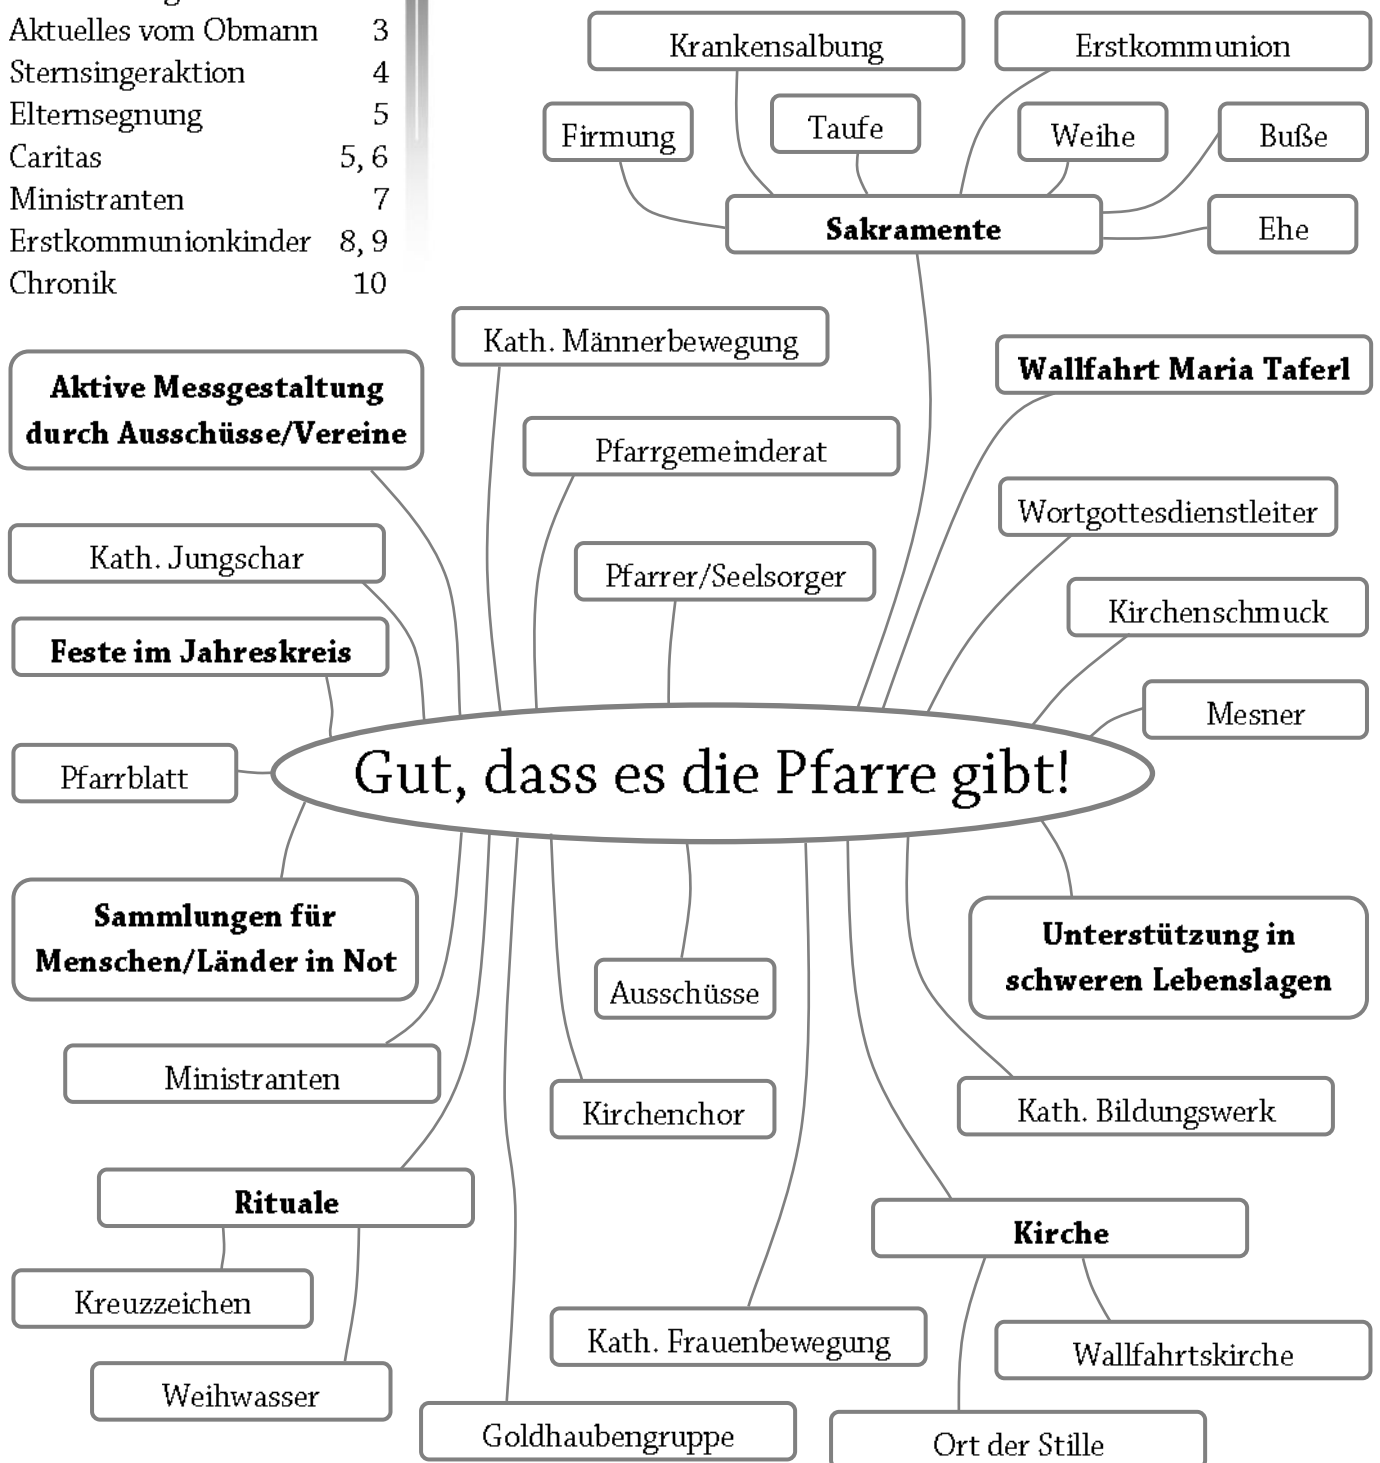 Aktuelles vom Obmann 3
Sternsingeraktion 4
Elternsegnung 5
Caritas 5, 6
Ministranten 7
Erstkommunionkinder 8, 9
Chronik 10
Krankensalbung
Erstkommunion
Firmung
Taufe
Weihe
Buße
Sakramente
Ehe
Kath. Männerbewegung
Wallfahrt Maria Taferl
Aktive Messgestaltung
durch Ausschüsse/Vereine
Pfarrgemeinderat
Wortgottesdienstleiter
Kath. Jungschar
Pfarrer/Seelsorger
Kirchenschmuck
Feste im Jahreskreis
Mesner
Pfarrblatt
Gut, dass es die Pfarre gibt!
Sammlungen für
Menschen/Länder in Not
Unterstützung in
schweren Lebenslagen
Ausschüsse
Ministranten
Kirchenchor
Kath. Bildungswerk
Rituale
Kirche
Kreuzzeichen
Kath. Frauenbewegung
Wallfahrtskirche
Weihwasser
Goldhaubengruppe
Ort der Stille